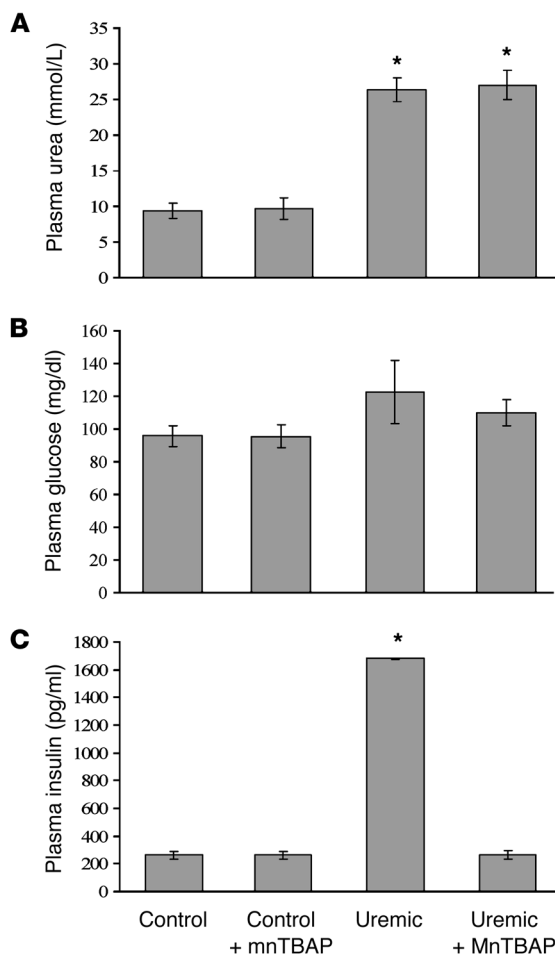 A
Plasma urea (mmol/L)
35
30
25
20
15
10
5
0
*
*
B
Plasma glucose (mg/dl)
160
140
120
100
80
60
40
20
0
C
Plasma insulin (pg/ml)
1800
1600
1400
1200
1000
800
600
400
200
0
*
Control
Control
+ mnTBAP
Uremic
Uremic
+ MnTBAP